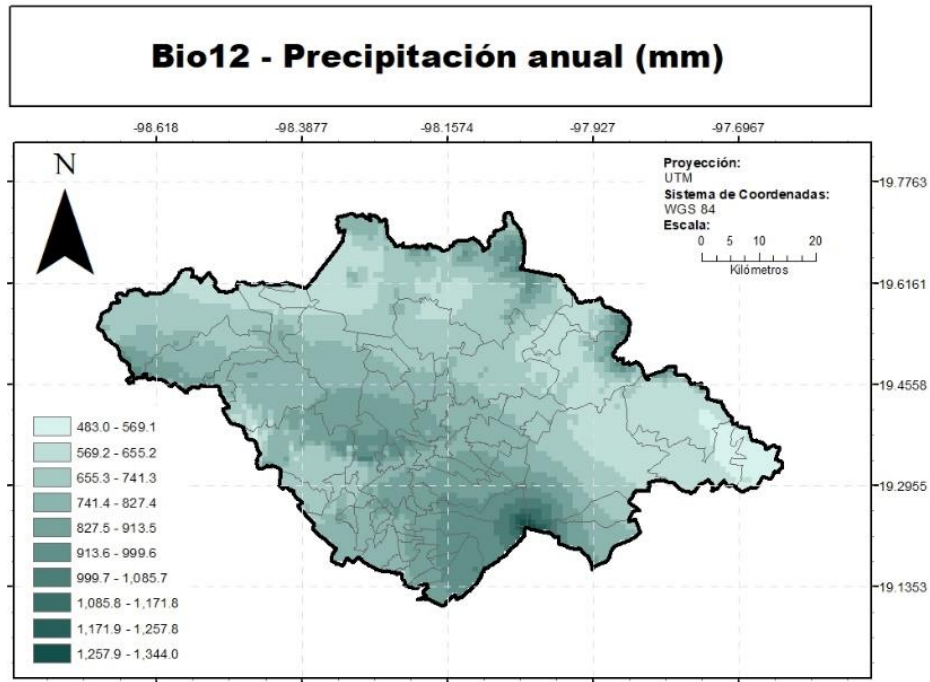 Bio12 - Precipitación anual (mm)
-98.618 -98.3877 -98.1574 -97.927 -97.6967
N
Proyección:
UTM
Sistema de Coordenadas:
WGS 84
Escala:
0 5 10 20
Kilómetros
19.7763
19.6161
19.4558
19.2955
19.1353
483.0 - 569.1
569.2 - 655.2
655.3 - 741.3
741.4 - 827.4
827.5 - 913.5
913.6 - 999.6
999.7 - 1,085.7
1,085.8 - 1,171.8
1,171.9 - 1,257.8
1,257.9 - 1,344.0